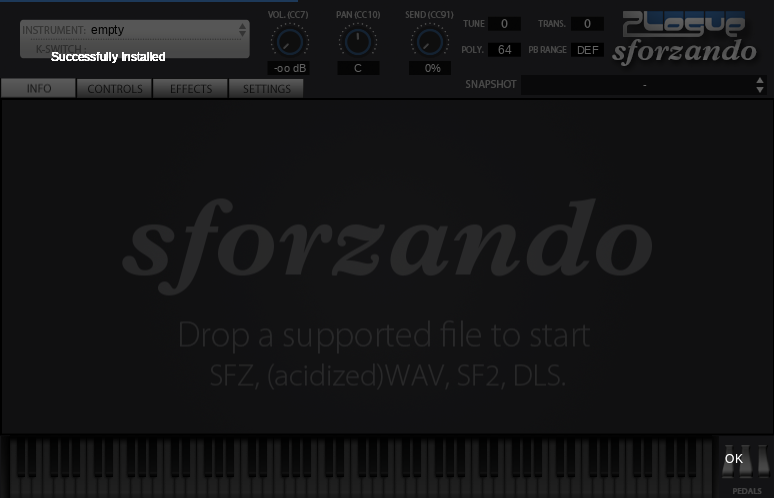 INSTRUMENT: empty
K-SWITCH:
Successfully Installed
VOL. (CC7)
-oo dB
PAN (CC10)
C
SEND (CC91)
0%
TUNE 0
TRANS. 0
POLY. 64
PB RANGE DEF
Plogue
sforzando
INFO
CONTROLS
EFFECTS
SETTINGS
SNAPSHOT -
sforzando
Drop a supported file to start
SFZ, (acidized)WAV, SF2, DLS.
OK
PEDALS